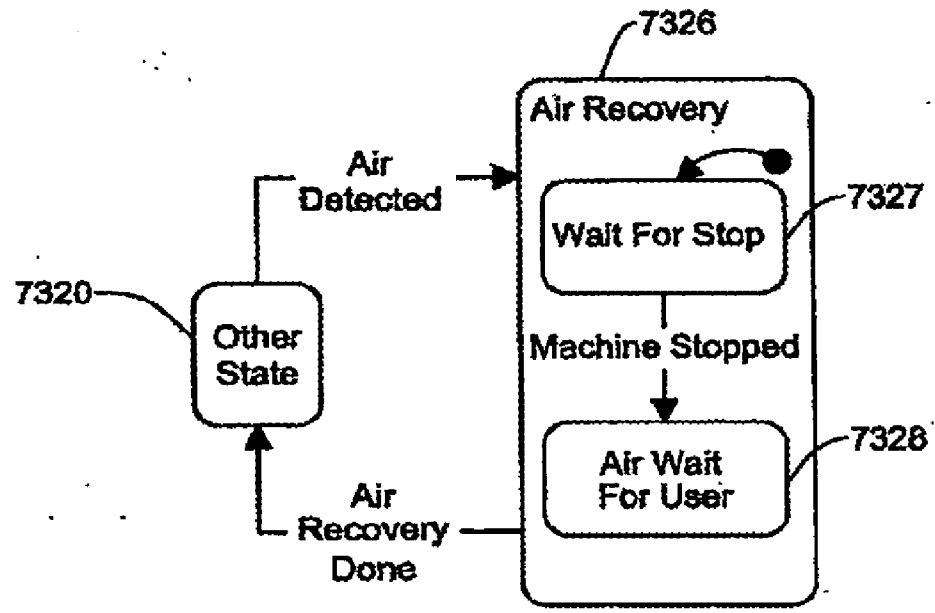 7326
Air Recovery
Air
Detected
Wait For Stop
7327
7320
Other
State
Machine Stopped
Air Wait
For User
7328
Air
Recovery
Done